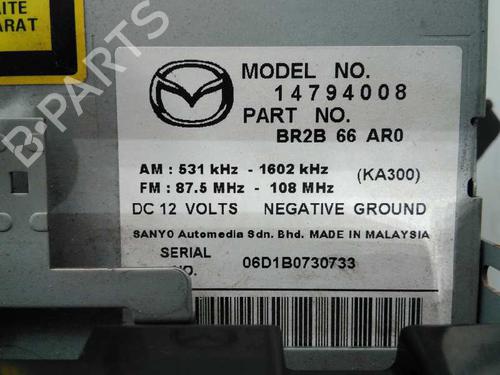 AITE
ARAT
MODEL NO.
14794008
PART NO.
BR2B 66 AR0
AM : 531 kHz - 1602 kHz
(KA300)
FM : 87.5 MHz - 108 MHz
DC 12 VOLTS NEGATIVE GROUND
SANYO Automedia Sdn. Bhd. MADE IN MALAYSIA
SERIAL
NO. 06D1B0730733
B-PARTS